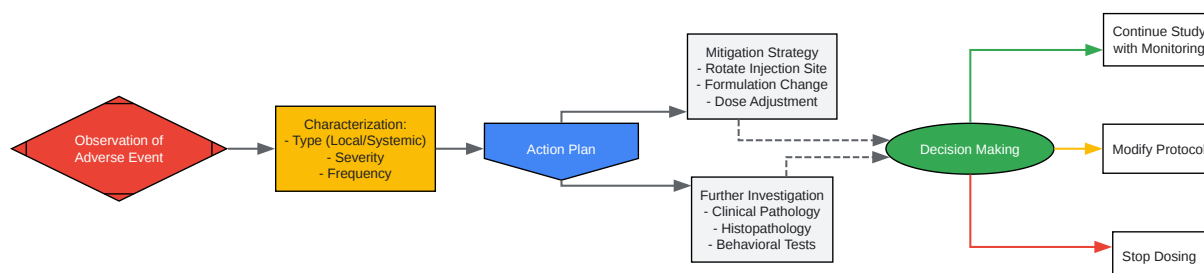 Observation of
Adverse Event
Characterization:
- Type (Local/Systemic)
- Severity
- Frequency
Action Plan
Mitigation Strategy
- Rotate Injection Site
- Formulation Change
- Dose Adjustment
Further Investigation
- Clinical Pathology
- Histopathology
- Behavioral Tests
Decision Making
Continue Study
with Monitoring
Modify Protocol
Stop Dosing